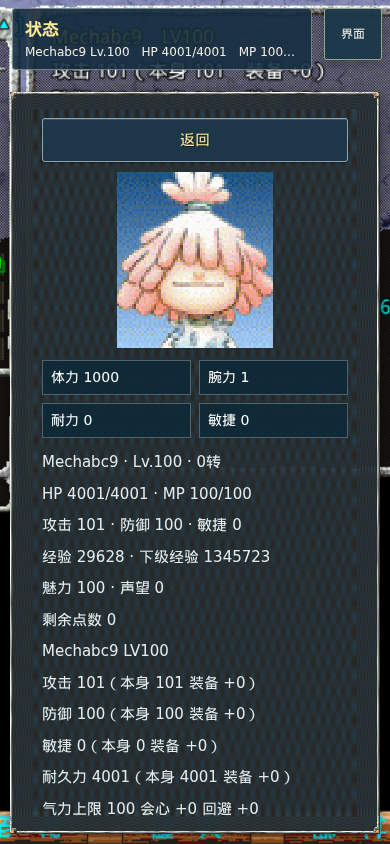 状态
Mechabc9 Lv.100 HP 4001/4001 MP 100...
界面
攻击 101（本身 101 装备 +0）
返回
体力 1000
腕力 1
耐力 0
敏捷 0
Mechabc9 · Lv.100 · 0转
HP 4001/4001 · MP 100/100
攻击 101 · 防御 100 · 敏捷 0
经验 29628 · 下级经验 1345723
魅力 100 · 声望 0
剩余点数 0
Mechabc9 LV100
攻击 101（本身 101 装备 +0）
防御 100（本身 100 装备 +0）
敏捷 0（本身 0 装备 +0）
耐久力 4001（本身 4001 装备 +0）
气力上限 100 会心 +0 回避 +0